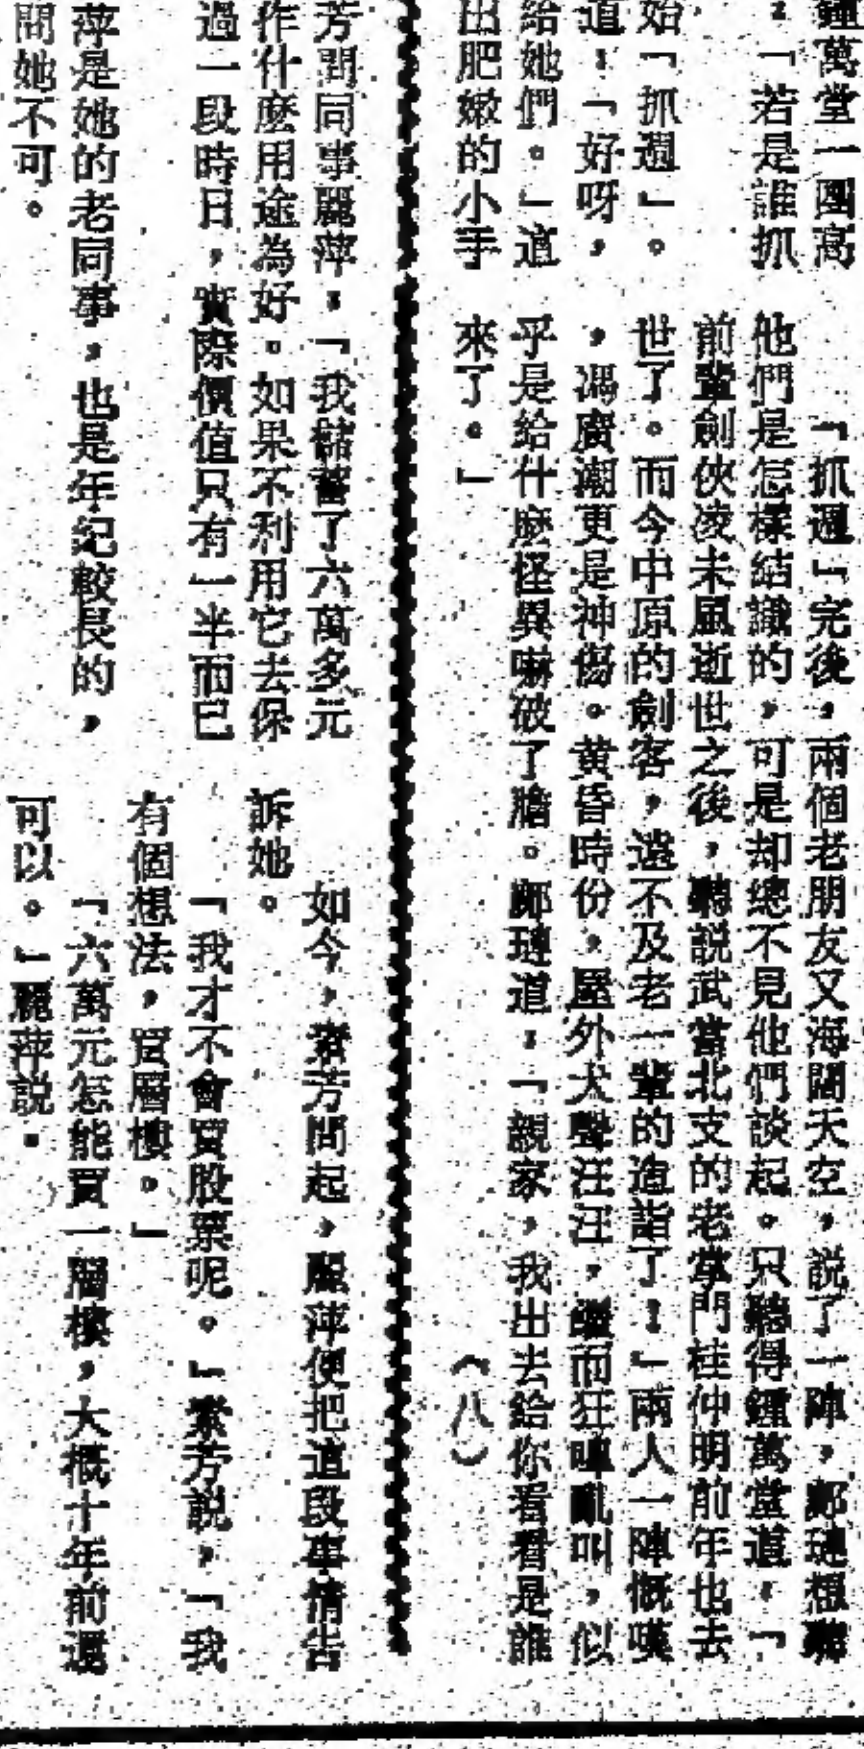 鍾萬堂一團高
：「若是誰抓
始「抓週」。
道：「好呀，
給她們。」這
出肥嫩的小手
「抓週」完後，兩個老朋友又海闊天空，說了一陣，鄺璉想聽
他們是怎樣結識的，可是却總不見他們談起。只聽得鍾萬堂道：「
前輩劍俠凌未風逝世之後，聽説武當北支的老掌門桂仲明前年也去
世了。而今中原的劍客，遠不及老一輩的造詣了！」兩人一陣慨嘆
，馮廣潮更是神傷。黄昏時份，屋外犬聲汪汪，繼而狂嘷亂叫，似
乎是給什麽怪異嚇破了膽。鄺璉道：「親家，我出去給你看看是誰
來了。」
（八）
芳問同事麗萍：「我儲蓄了六萬多元
作什麽用途為好。如果不利用它去保
過一段時日，實際價值只有一半而已
萍是她的老同事，也是年紀較長的，
問她不可。
如今，素芳問起，麗萍便把這段事情告
訴她。
「我才不會買股票呢。」素芳説，「我
有個想法，買層樓。」
「六萬元怎能買一層樓，大概十年前還
可以。」麗萍説。